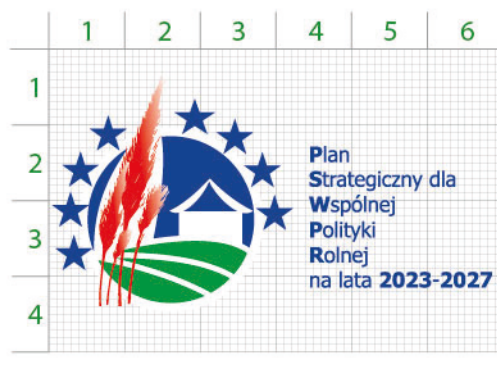 1 2 3 4 5 6
1
2
3
4
Plan
Strategiczny dla
Wspólnej
Polityki
Rolnej
na lata 2023-2027